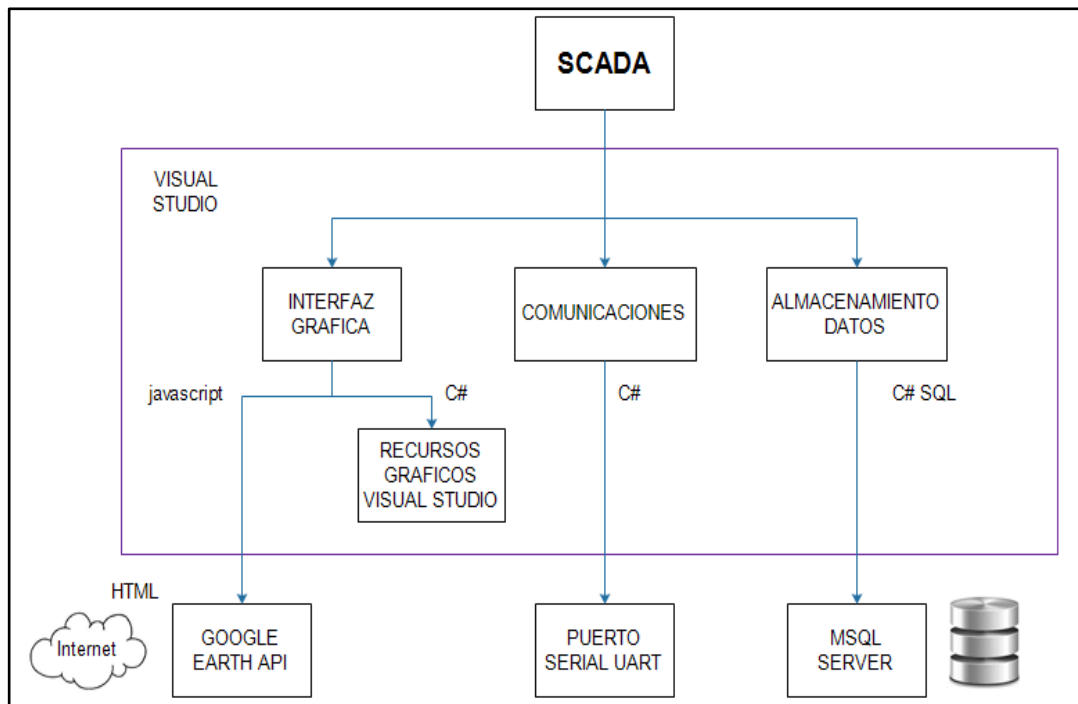 SCADA
VISUAL
STUDIO
INTERFAZ
GRAFICA
COMUNICACIONES
ALMACENAMIENTO
DATOS
javascript
C#
C#
C# SQL
RECURSOS
GRAFICOS
VISUAL STUDIO
HTML
Internet
GOOGLE
EARTH API
PUERTO
SERIAL UART
MSQL
SERVER